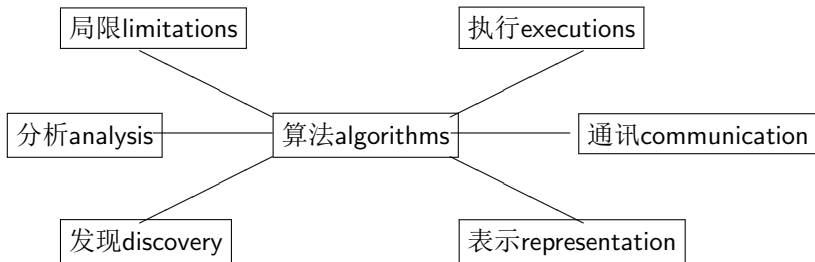 局限limitations
执行executions
分析analysis
算法algorithms
通讯communication
发现discovery
表示representation